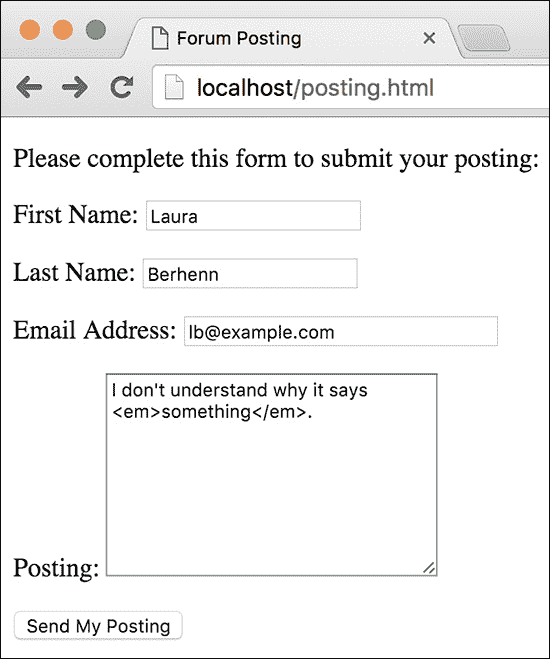 Forum Posting
localhost/posting.html
Please complete this form to submit your posting:
First Name: Laura
Last Name: Berhenn
Email Address: lb@example.com
I don't understand why it says
<em>something</em>.
Posting:
Send My Posting